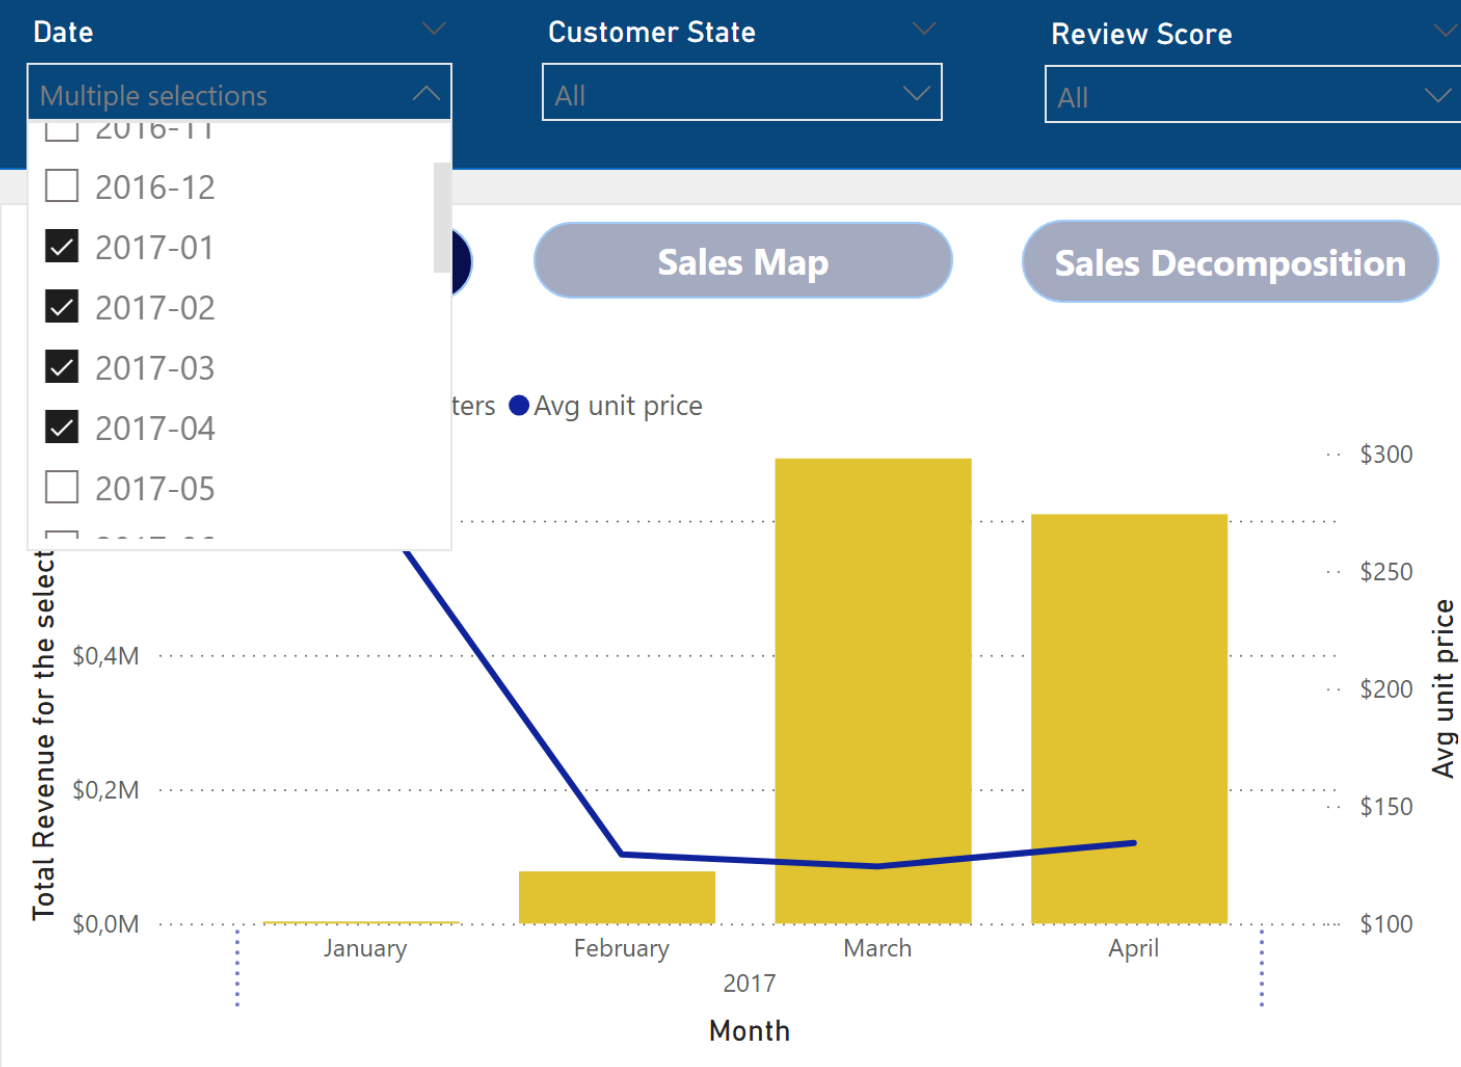 Date
Customer State
Review Score
Multiple selections
All
All
2016-11
2016-12
2017-01
2017-02
2017-03
2017-04
2017-05
Sales Map
Sales Decomposition
ters
Avg unit price
Total Revenue for the select
$0,4M
$0,2M
$0,0M
$300
$250
$200
$150
$100
Avg unit price
January
February
March
April
2017
Month